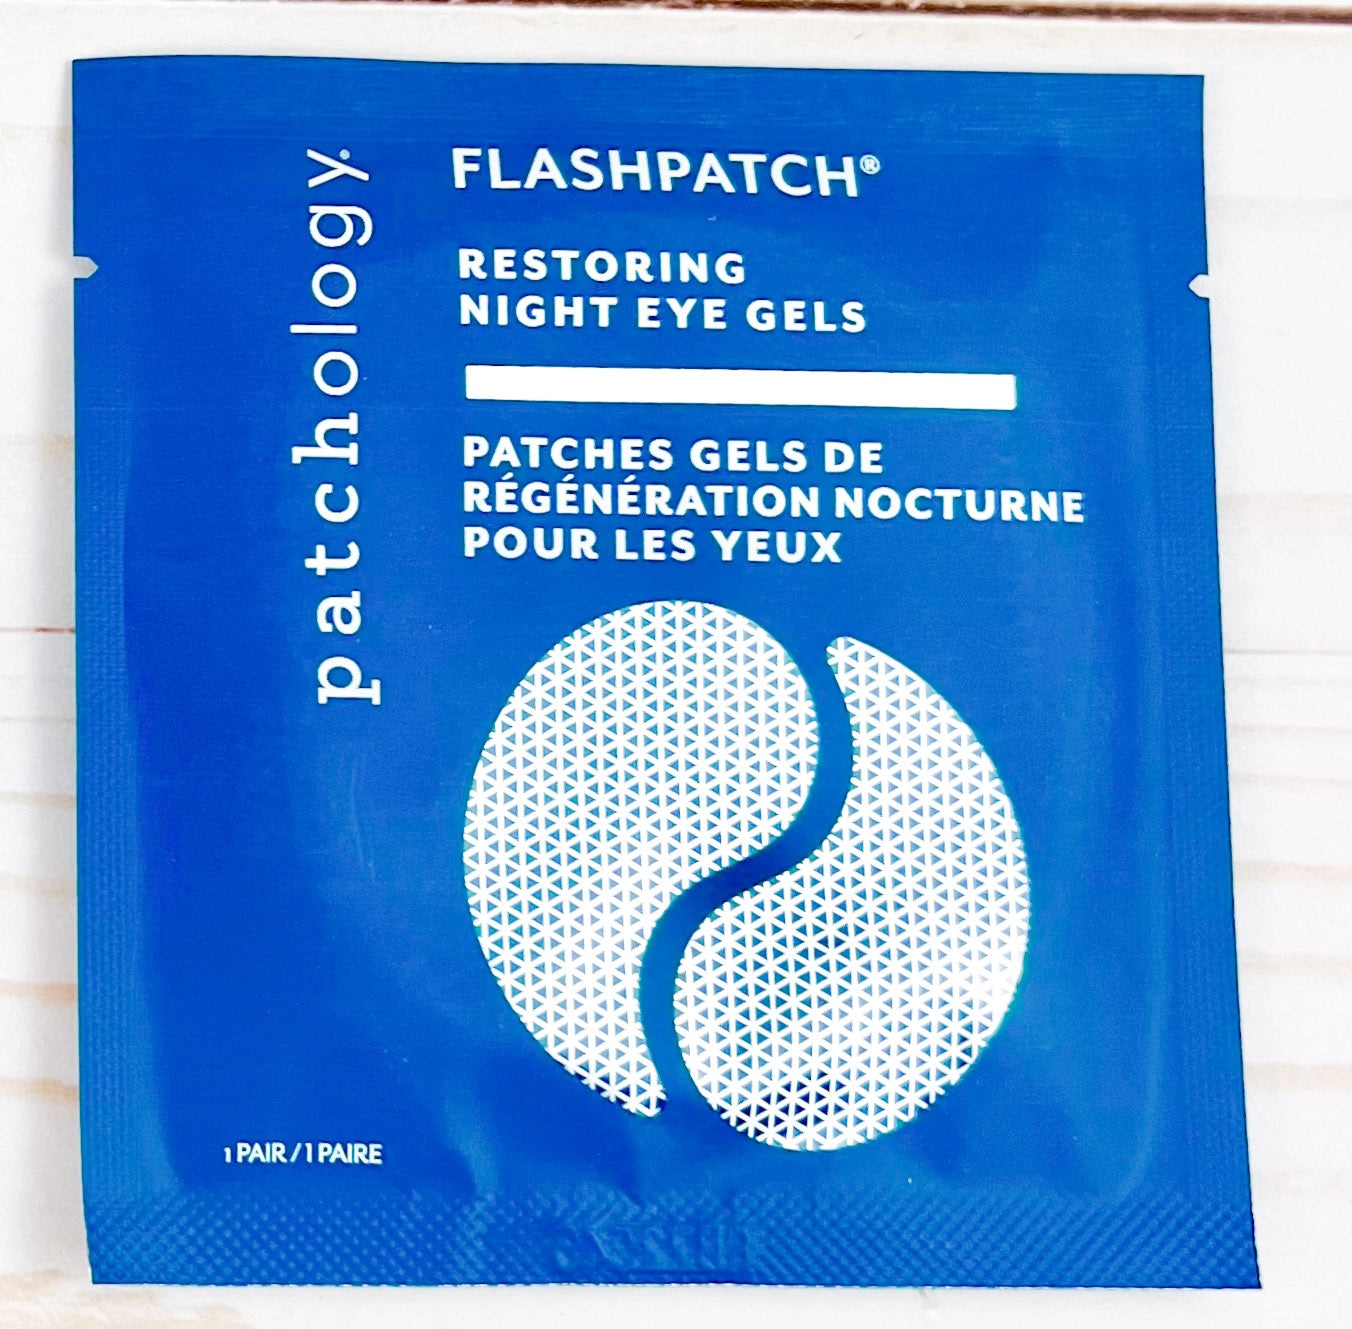 patchology.
FLASHPATCH®
RESTORING
NIGHT EYE GELS
PATCHES GELS DE
RÉGÉNÉRATION NOCTURNE
POUR LES YEUX
1 PAIR / 1 PAIRE